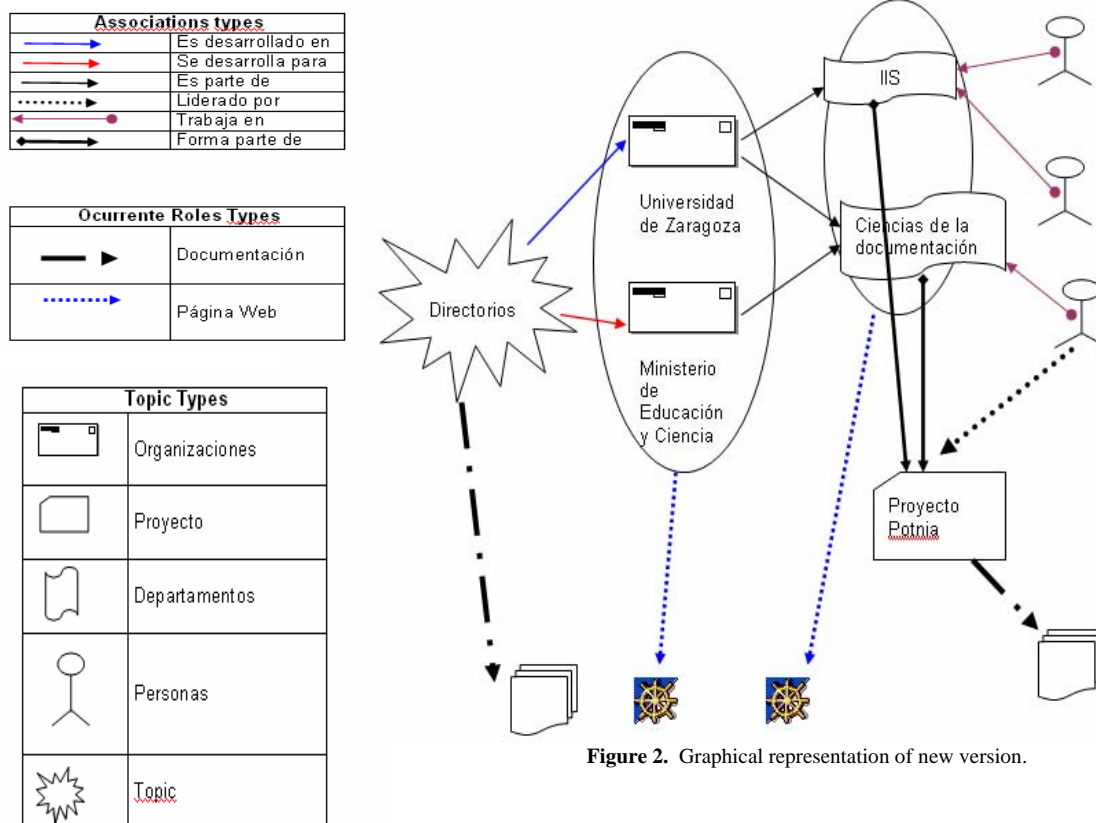 Associations types
Es desarrollado en
Se desarrolla para
Es parte de
Liderado por
Trabaja en
Forma parte de
Ocurrente Roles Types
Documentación
Página Web
Topic Types
Organizaciones
Proyecto
Departamentos
Personas
Topic
Directorios
Universidad
de Zaragoza
Ministerio
de
Educación
y Ciencia
IIS
Ciencias de la
documentación
Proyecto
Potnia
Figure 2. Graphical representation of new version.